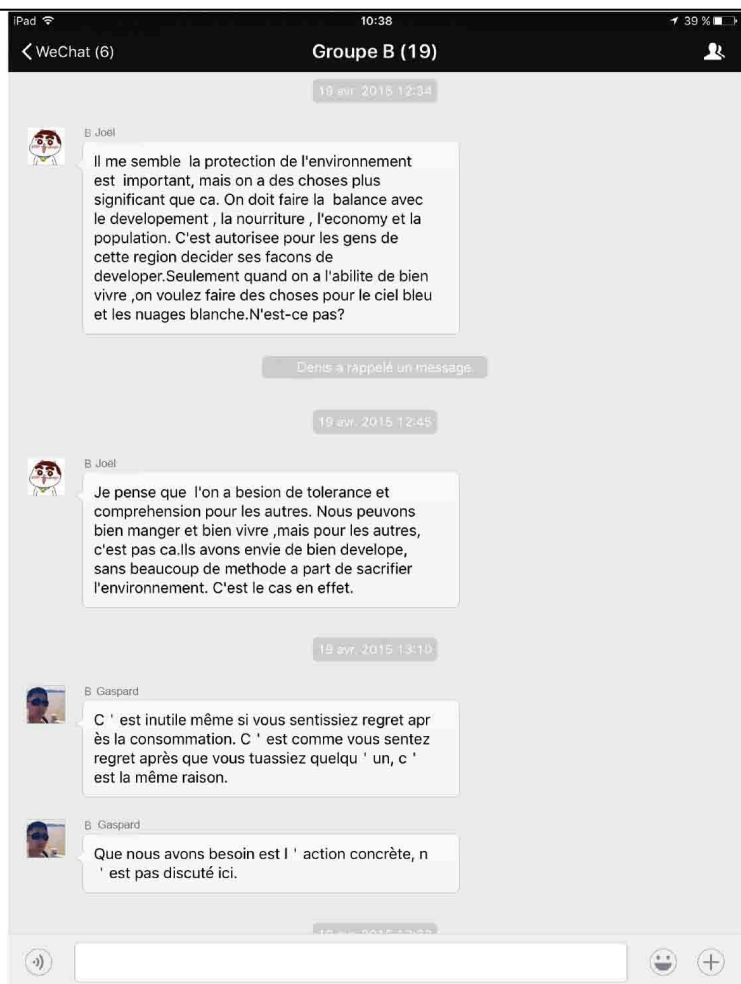 iPad
10:38
39 %
WeChat (6)
Groupe B (19)
19 avr. 2015 12:34
B Joël
Il me semble la protection de l'environnement
est important, mais on a des choses plus
significant que ca. On doit faire la balance avec
le developement , la nourriture , l'economy et la
population. C'est autorisee pour les gens de
cette region decider ses facons de
developer.Seulement quand on a l'abilite de bien
vivre ,on voulez faire des choses pour le ciel bleu
et les nuages blanche.N'est-ce pas?
Denis a rappelé un message.
19 avr. 2015 12:45
B Joël
Je pense que l'on a besion de tolerance et
comprehension pour les autres. Nous peuvons
bien manger et bien vivre ,mais pour les autres,
c'est pas ca.Ils avons envie de bien develope,
sans beaucoup de methode a part de sacrifier
l'environnement. C'est le cas en effet.
19 avr. 2015 13:10
B Gaspard
C ' est inutile même si vous sentissiez regret apr
ès la consommation. C ' est comme vous sentez
regret après que vous tuassiez quelqu ' un, c '
est la même raison.
B Gaspard
Que nous avons besoin est l ' action concrète, n
' est pas discuté ici.